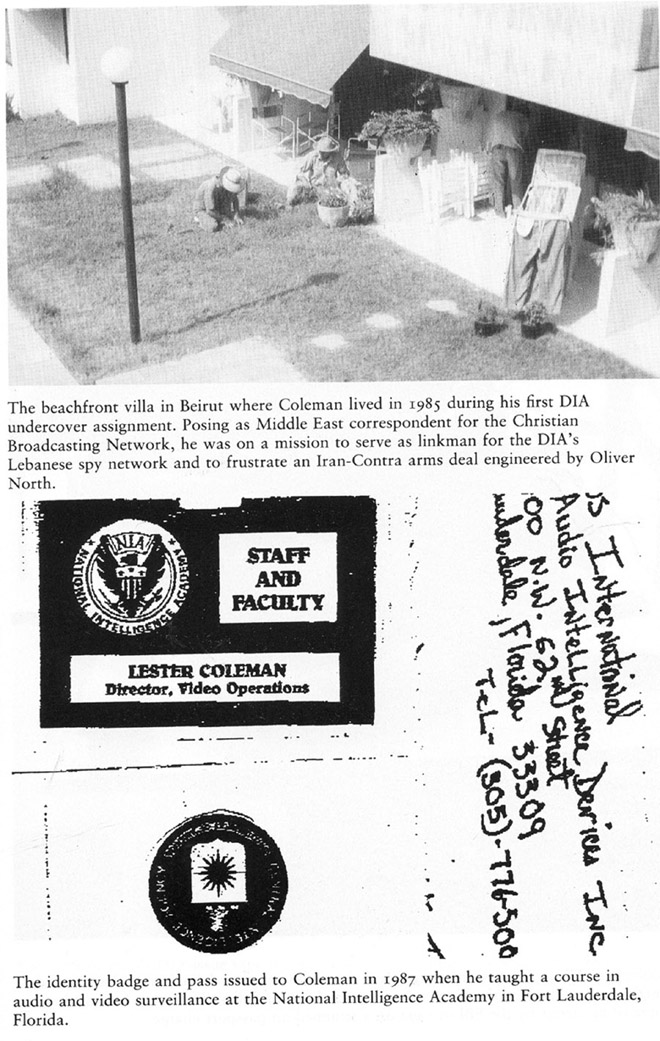 The beachfront villa in Beirut where Coleman lived in 1985 during his first DIA
undercover assignment. Posing as Middle East correspondent for the Christian
Broadcasting Network, he was on a mission to serve as linkman for the DIA's
Lebanese spy network and to frustrate an Iran-Contra arms deal engineered by Oliver
North.
NIA
NATIONAL INTELLIGENCE ACADEMY
STAFF
AND
FACULTY
LESTER COLEMAN
Director, Video Operations
International
Audio Intelligence Devices Inc
00 N.W. 62nd Street
Florida 33309
TeL- (305)-776-500
The identity badge and pass issued to Coleman in 1987 when he taught a course in
audio and video surveillance at the National Intelligence Academy in Fort Lauderdale,
Florida.